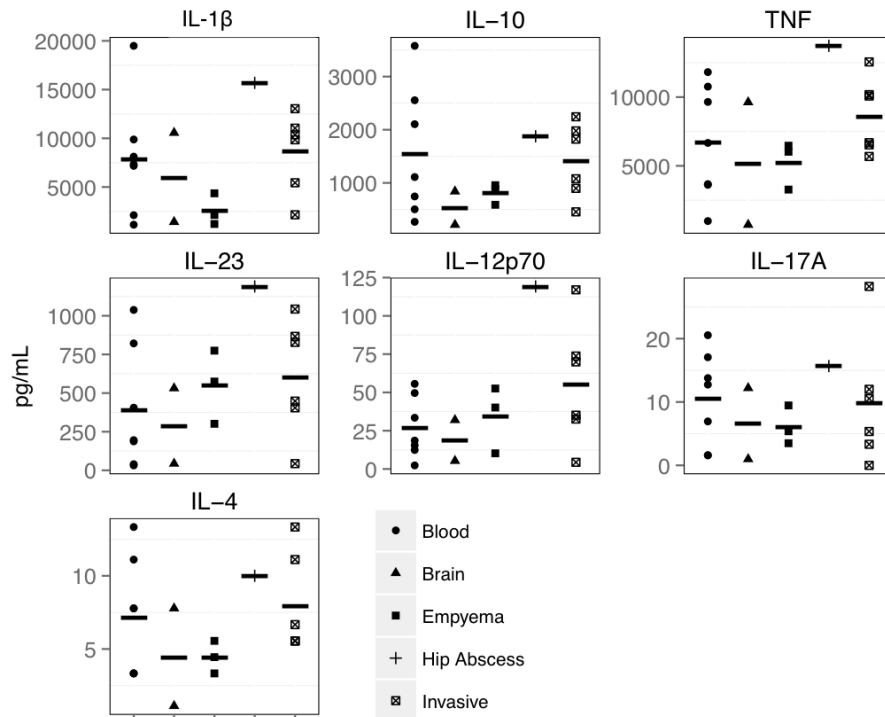 IL-1β
IL−10
TNF
20000
15000
10000
5000
3000
2000
1000
10000
5000
IL−23
IL−12p70
IL−17A
pg/mL
1000
750
500
250
0
125
100
75
50
25
0
20
10
0
IL−4
10
5
Blood
Brain
Empyema
Hip Abscess
Invasive